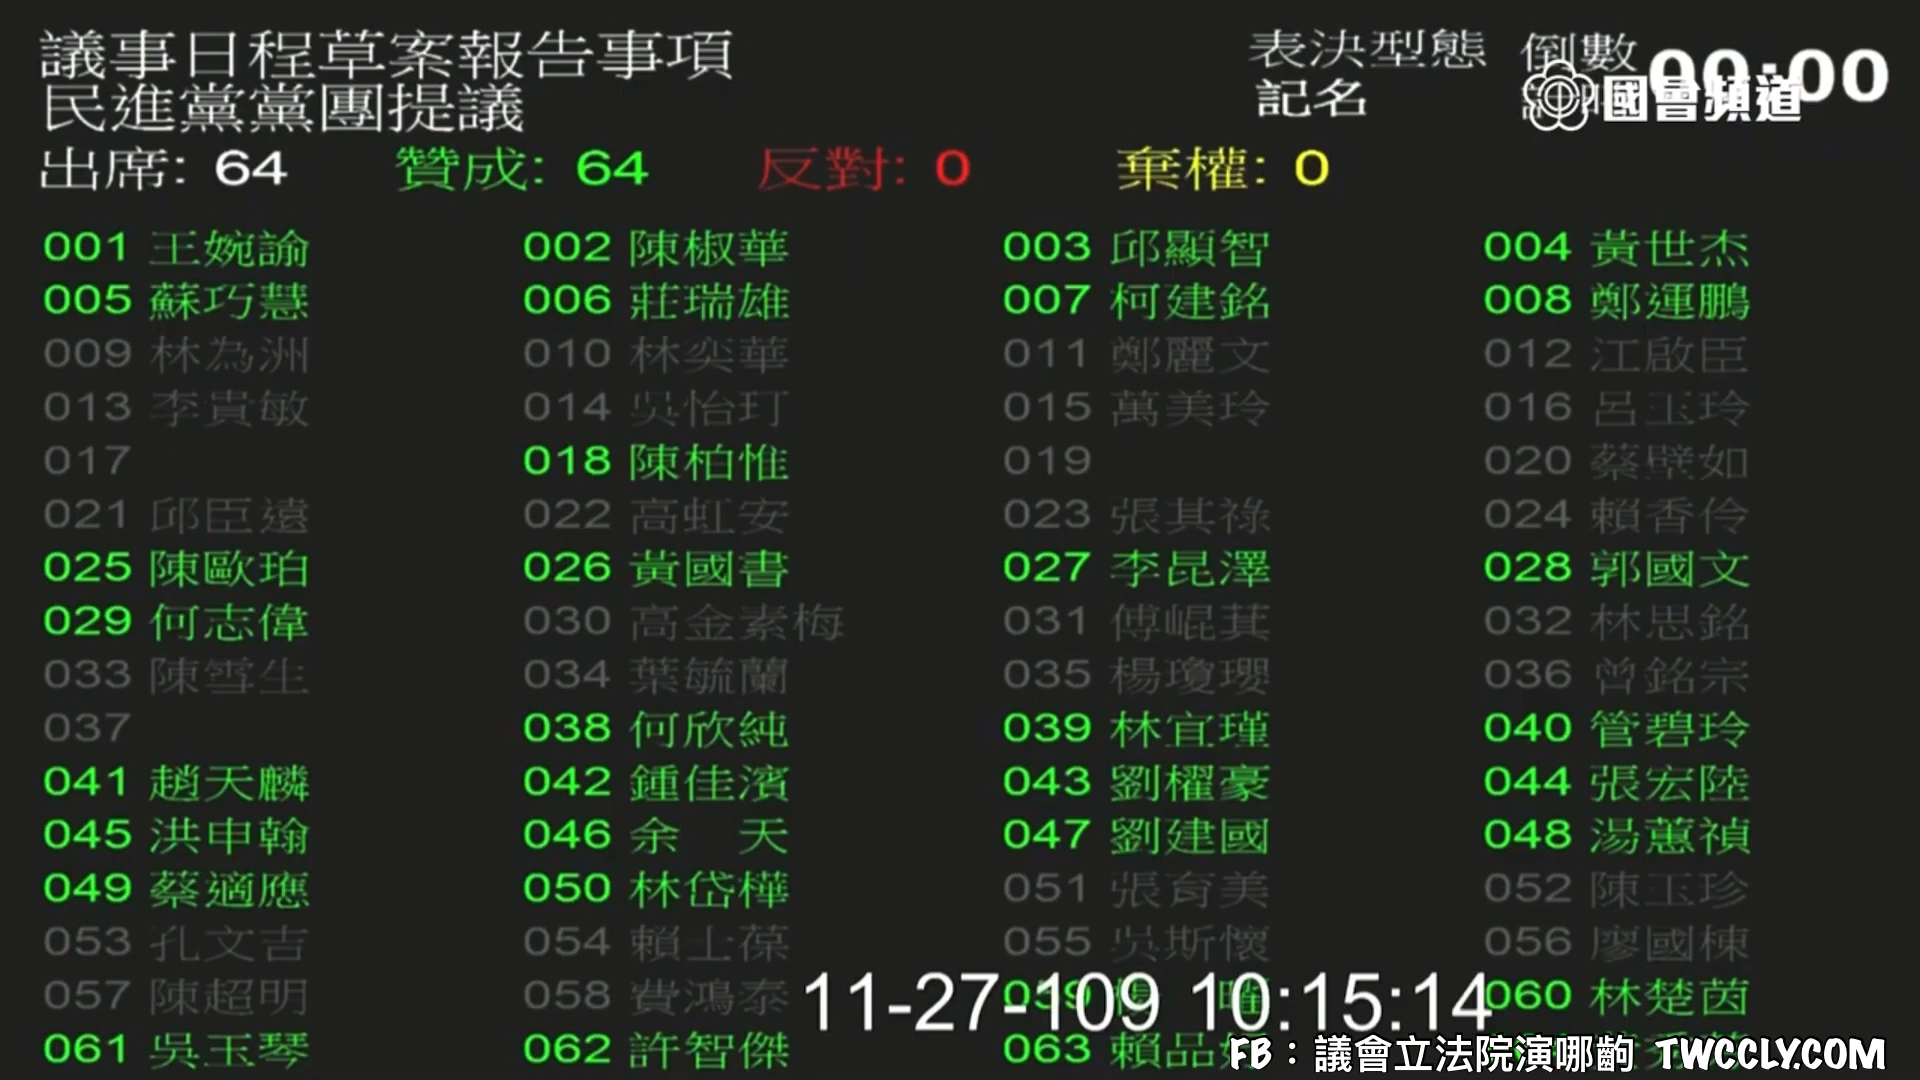 議事日程草案報告事項
民進黨黨團提議
表決型態 倒數
記名 00:00
國會頻道
出席: 64 贊成: 64 反對: 0 棄權: 0
001 王婉諭 002 陳椒華 003 邱顯智 004 黃世杰
005 蘇巧慧 006 莊瑞雄 007 柯建銘 008 鄭運鵬
009 林為洲 010 林奕華 011 鄭麗文 012 江啟臣
013 李貴敏 014 吳怡玎 015 萬美玲 016 呂玉玲
017 018 陳柏惟 019 020 蔡壁如
021 邱臣遠 022 高虹安 023 張其祿 024 賴香伶
025 陳歐珀 026 黃國書 027 李昆澤 028 郭國文
029 何志偉 030 高金素梅 031 傅崐萁 032 林思銘
033 陳雪生 034 葉毓蘭 035 楊瓊瓔 036 曾銘宗
037 038 何欣純 039 林宜瑾 040 管碧玲
041 趙天麟 042 鍾佳濱 043 劉櫂豪 044 張宏陸
045 洪申翰 046 余 天 047 劉建國 048 湯蕙禎
049 蔡適應 050 林岱樺 051 張育美 052 陳玉珍
053 孔文吉 054 賴士葆 055 吳斯懷 056 廖國棟
057 陳超明 058 費鴻泰 059 曜 060 林楚茵
11-27-109 10:15:14
061 吳玉琴 062 許智傑 063 賴品
FB：議會立法院演哪齣 TWCCLY.COM